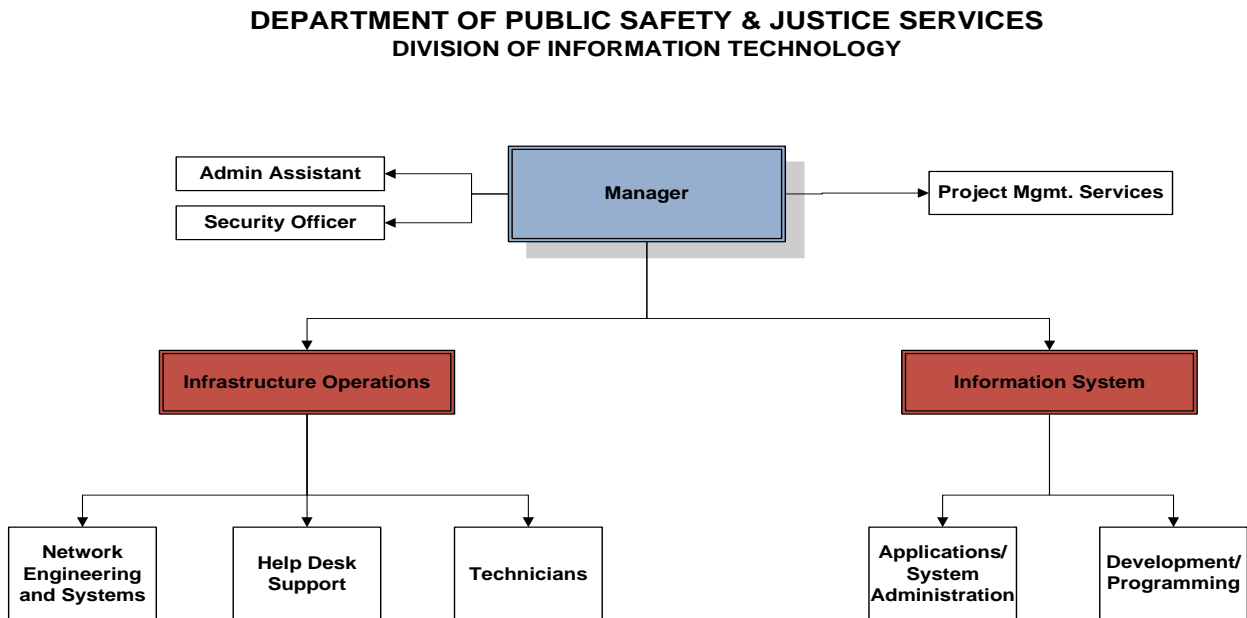 DEPARTMENT OF PUBLIC SAFETY & JUSTICE SERVICES
DIVISION OF INFORMATION TECHNOLOGY
Admin Assistant
Security Officer
Manager
Project Mgmt. Services
Infrastructure Operations
Information System
Network
Engineering
and Systems
Help Desk
Support
Technicians
Applications/
System
Administration
Development/
Programming